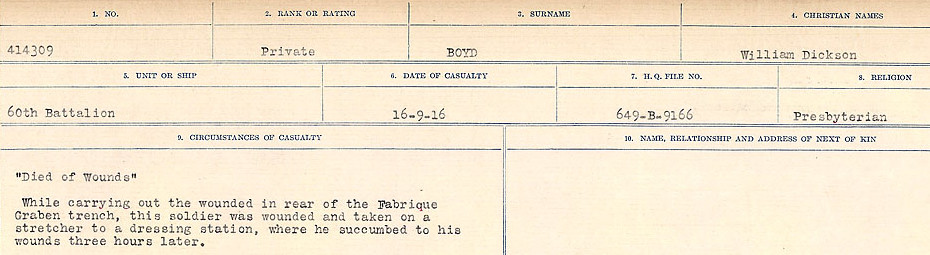 1. NO.
2. RANK OR RATING
3. SURNAME
4. CHRISTIAN NAMES
414309
Private
BOYD
William Dickson
5. UNIT OR SHIP
6. DATE OF CASUALTY
7. H.Q. FILE NO.
8. RELIGION
60th Battalion
16-9-16
649-B-9166
Presbyterian
9. CIRCUMSTANCES OF CASUALTY
10. NAME, RELATIONSHIP AND ADDRESS OF NEXT OF KIN
"Died of Wounds"
While carrying out the wounded in rear of the Fabrique
Graben trench, this soldier was wounded and taken on a
stretcher to a dressing station, where he succumbed to his
wounds three hours later.